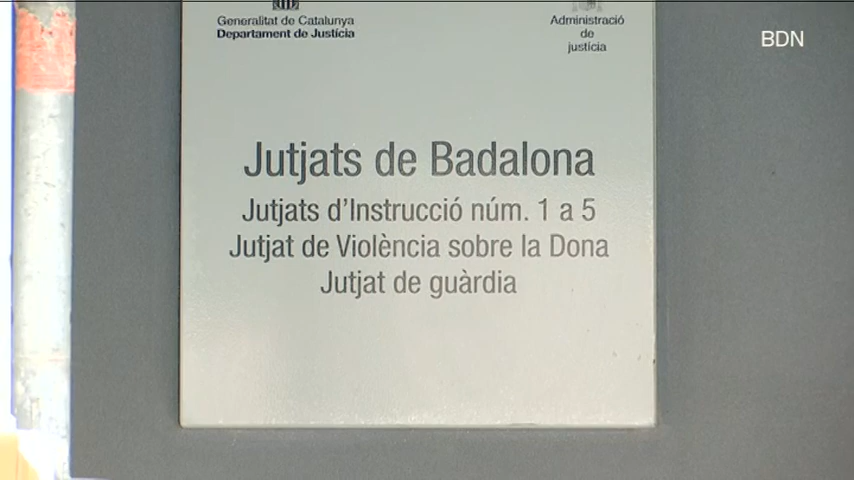 Generalitat de Catalunya
Departament de Justícia
Administració
de
justícia
BDN
Jutjats de Badalona
Jutjats d'Instrucció núm. 1 a 5
Jutjat de Violència sobre la Dona
Jutjat de guàrdia